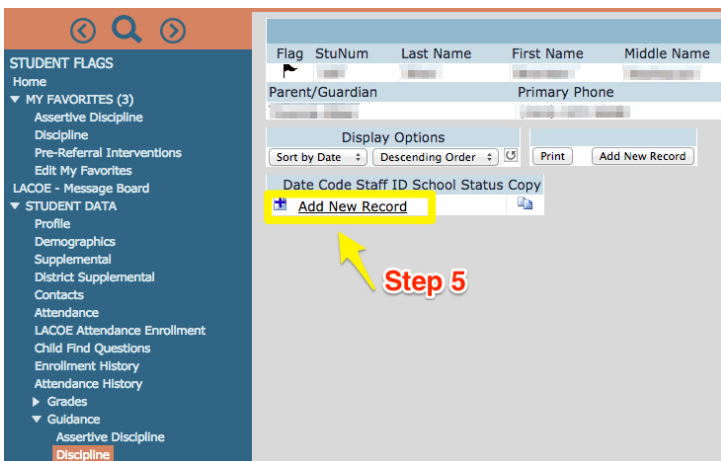 STUDENT FLAGS
Home
▼ MY FAVORITES (3)
Assertive Discipline
Discipline
Pre-Referral Interventions
Edit My Favorites
LACOE - Message Board
▼ STUDENT DATA
Profile
Demographics
Supplemental
District Supplemental
Contacts
Attendance
LACOE Attendance Enrollment
Child Find Questions
Enrollment History
Attendance History
▶ Grades
▼ Guidance
Assertive Discipline
Discipline
Flag StuNum Last Name First Name Middle Name
Parent/Guardian Primary Phone
Display Options
Sort by Date Descending Order Print Add New Record
Date Code Staff ID School Status Copy
Add New Record
Step 5